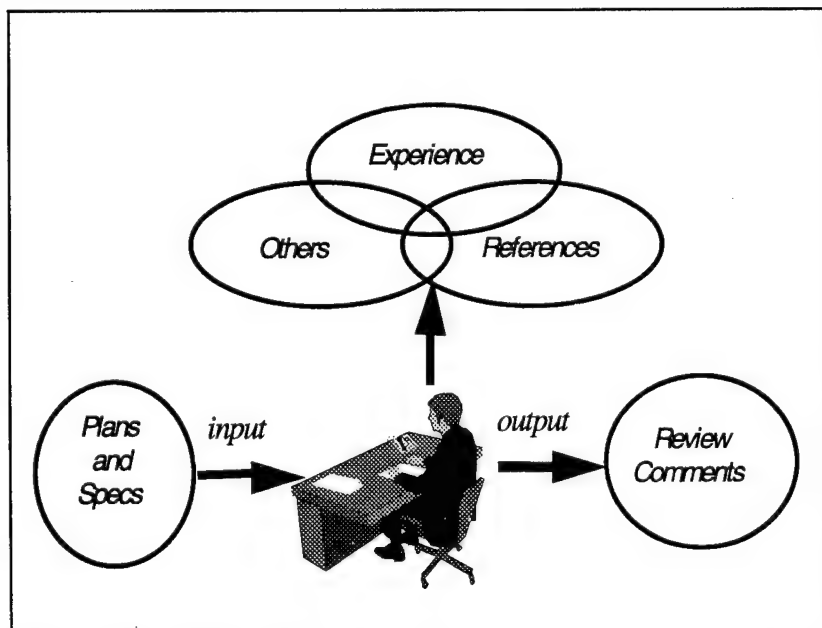 Experience
Others
References
Plans
and
Specs
input
output
Review
Comments